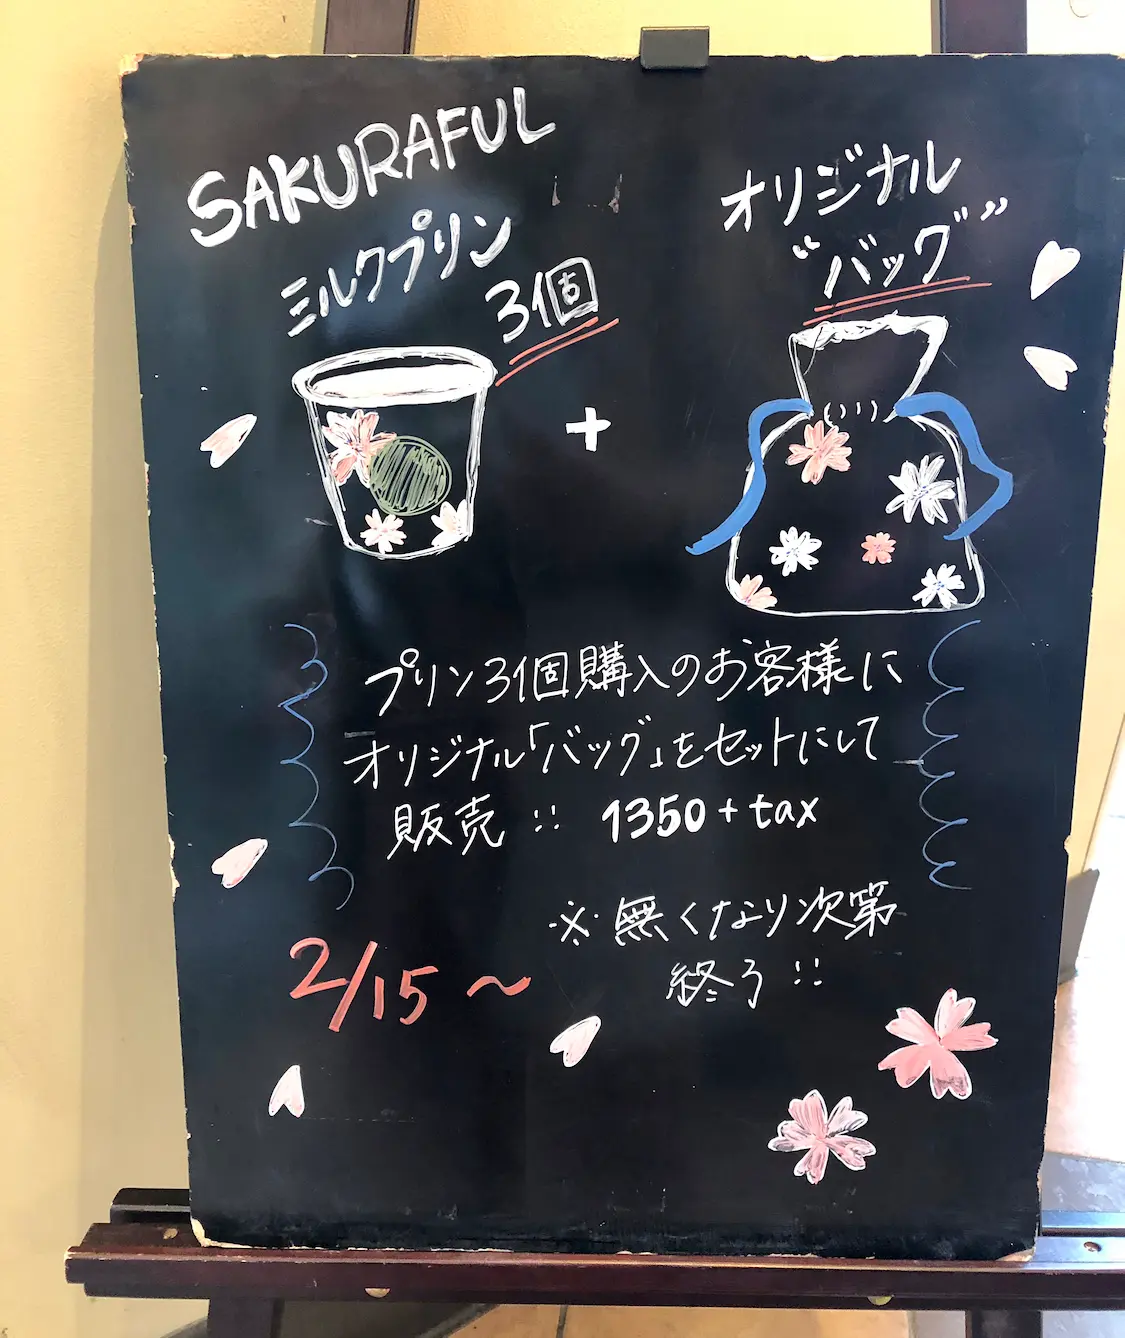 SAKURAFUL
ミルクプリン
3個
+
オリジナル
“バッグ”
プリン3個購入のお客様に
オリジナル「バッグ」をセットにして
販売!! 1350+tax
※無くなり次第
終了!!
2/15〜